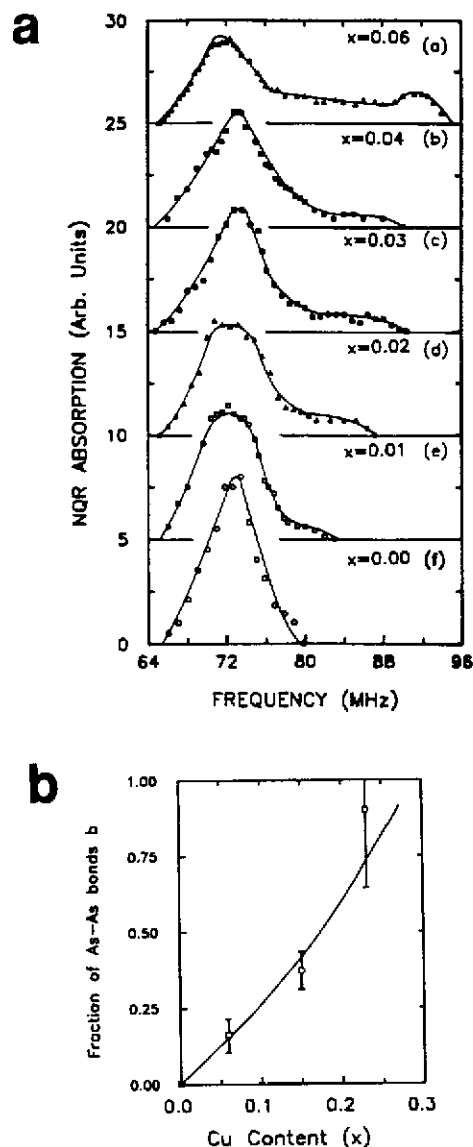 a
30
x=0.06 (a)
25
x=0.04 (b)
20
x=0.03 (c)
15
x=0.02 (d)
10
x=0.01 (e)
5
x=0.00 (f)
0
64 72 80 88 96
NQR ABSORPTION (Arb. Units)
FREQUENCY (MHz)
b
1.00
0.75
0.50
0.25
0.00
0.0 0.1 0.2 0.3
Fraction of As-As bonds b
Cu Content (x)